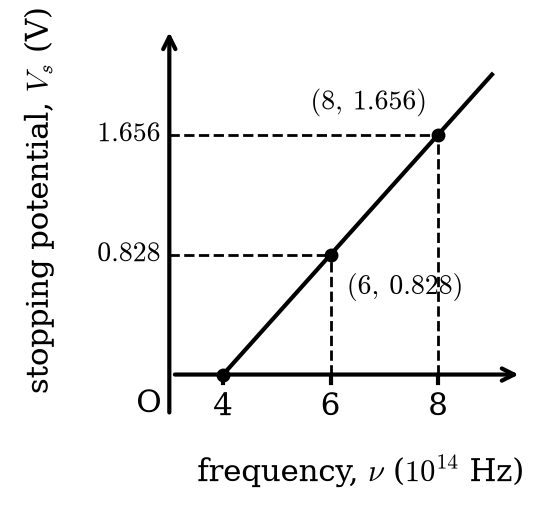 stopping potential, V_s (V)
(8, 1.656)
1.656
0.828
(6, 0.828)
O
4 6 8
frequency, ν (10^14 Hz)